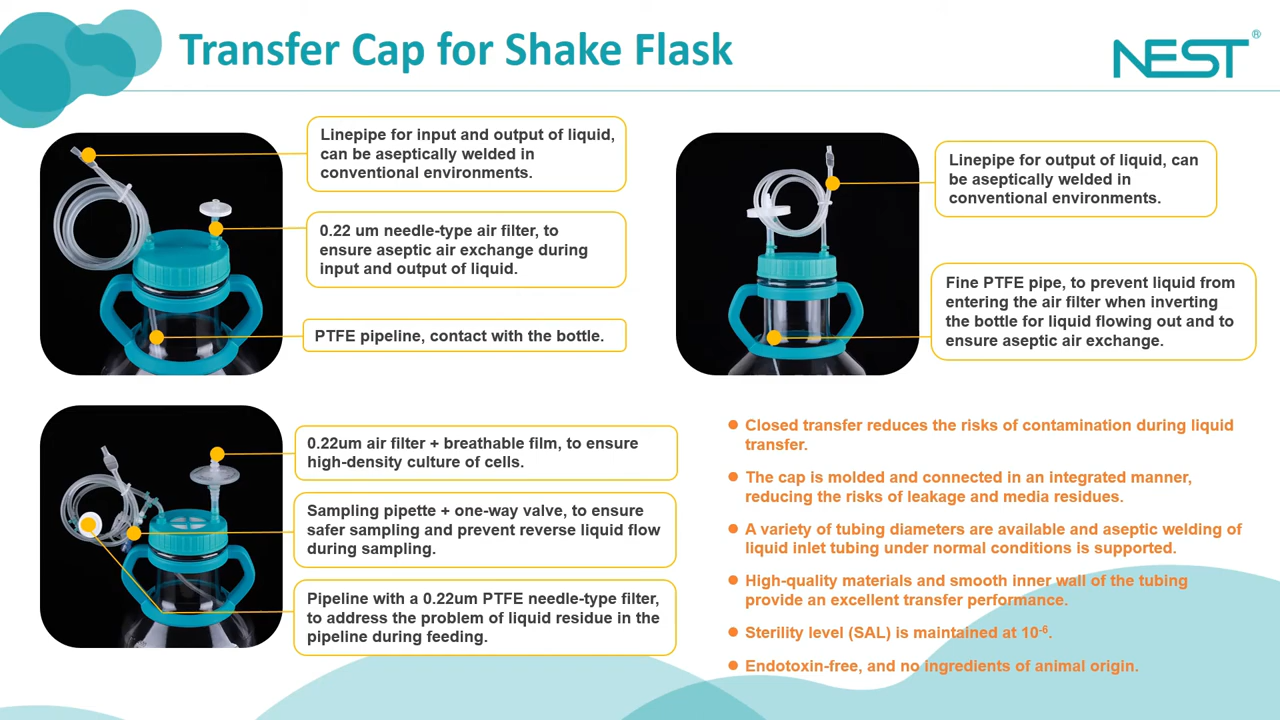 Transfer Cap for Shake Flask
NEST®
Linepipe for input and output of liquid,
can be aseptically welded in
conventional environments.
0.22 um needle-type air filter, to
ensure aseptic air exchange during
input and output of liquid.
PTFE pipeline, contact with the bottle.
Linepipe for output of liquid, can
be aseptically welded in
conventional environments.
Fine PTFE pipe, to prevent liquid from
entering the air filter when inverting
the bottle for liquid flowing out and to
ensure aseptic air exchange.
0.22um air filter + breathable film, to ensure
high-density culture of cells.
Sampling pipette + one-way valve, to ensure
safer sampling and prevent reverse liquid flow
during sampling.
Pipeline with a 0.22um PTFE needle-type filter,
to address the problem of liquid residue in the
pipeline during feeding.
● Closed transfer reduces the risks of contamination during liquid
transfer.
● The cap is molded and connected in an integrated manner,
reducing the risks of leakage and media residues.
● A variety of tubing diameters are available and aseptic welding of
liquid inlet tubing under normal conditions is supported.
● High-quality materials and smooth inner wall of the tubing
provide an excellent transfer performance.
● Sterility level (SAL) is maintained at 10⁻⁶.
● Endotoxin-free, and no ingredients of animal origin.